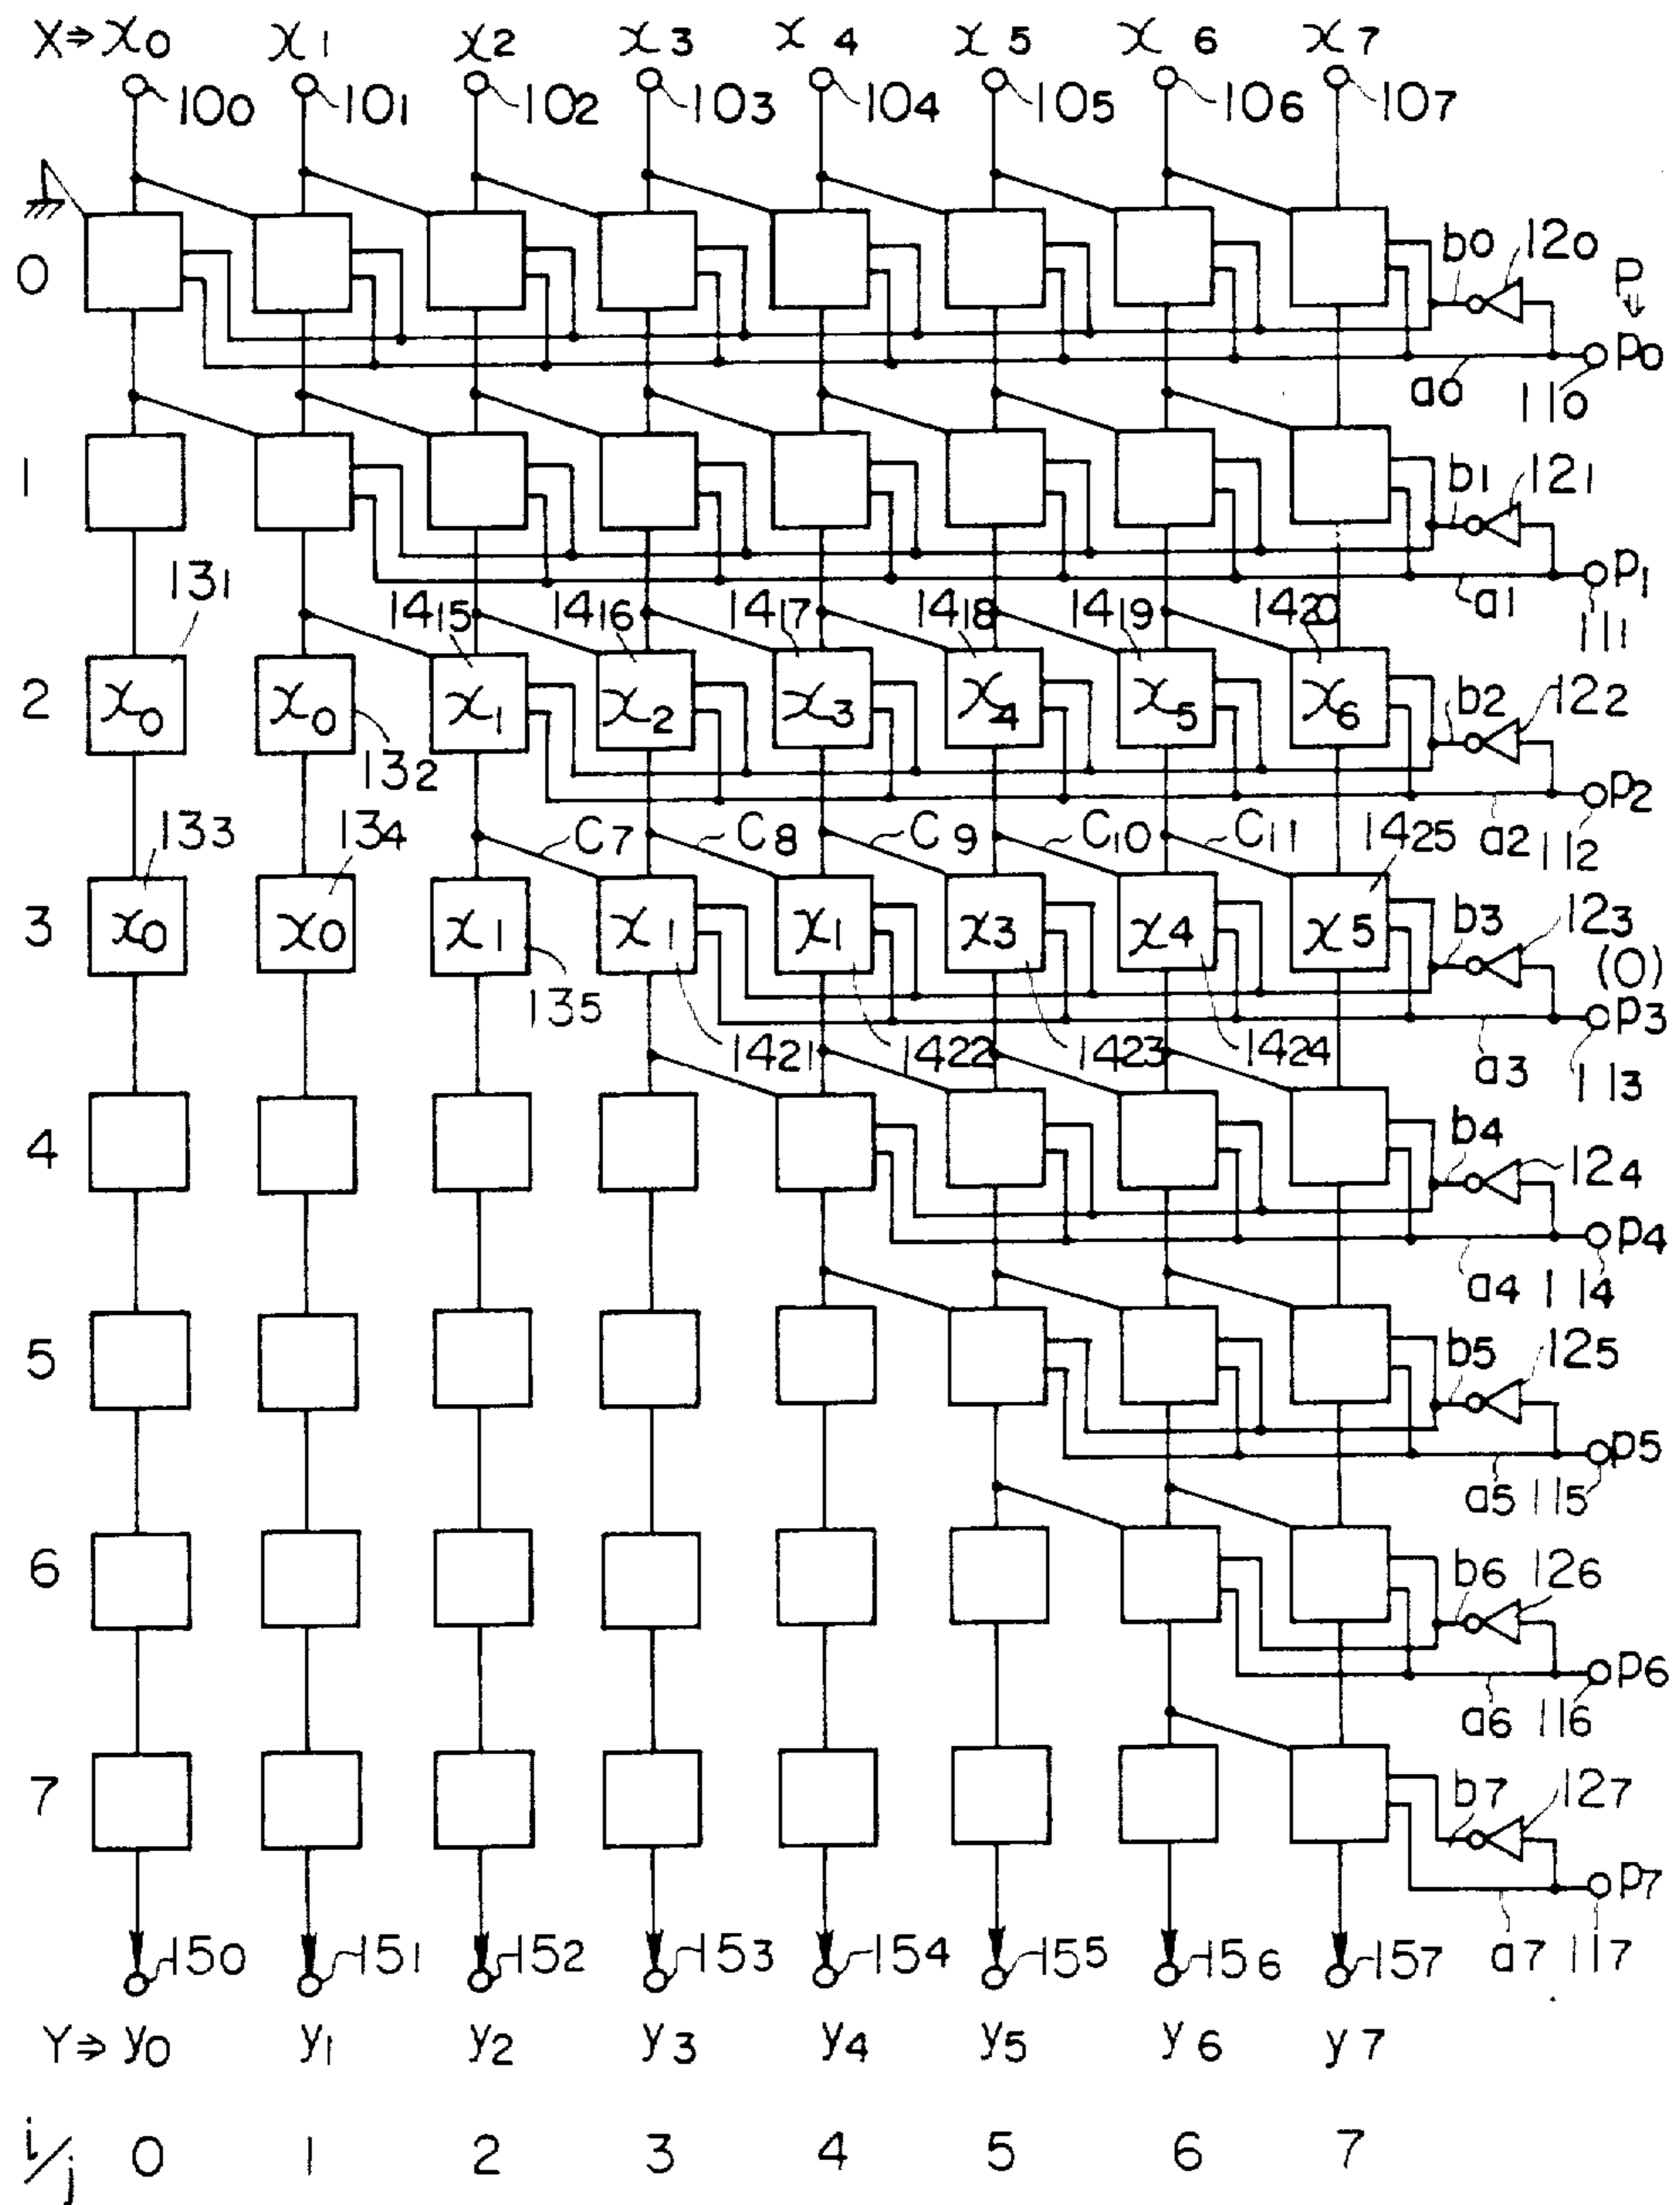 X⇒ x0 x1 x2 x3 x4 x5 x6 x7
100 101 102 103 104 105 106 107
0 b0 120 P
p0
a0 110
1 b1 121
p1
131 1415 1416 1417 1418 1419 1420 a1 111
2 x0 x0 x1 x2 x3 x4 x5 x6 b2 122
132 p2
133 134 C7 C8 C9 C10 C11 1425 a2 112
3 x0 x0 x1 x1 x1 x3 x4 x5 b3 123
(0)
135 p3
1421 1422 1423 1424 a3 113
4 b4 124
p4
a4 114
5 b5 125
p5
a5 115
6 b6 126
p6
a6 116
7 b7 127
p7
150 151 152 153 154 155 156 157 a7 117
Y⇒ y0 y1 y2 y3 y4 y5 y6 y7
i/j 0 1 2 3 4 5 6 7